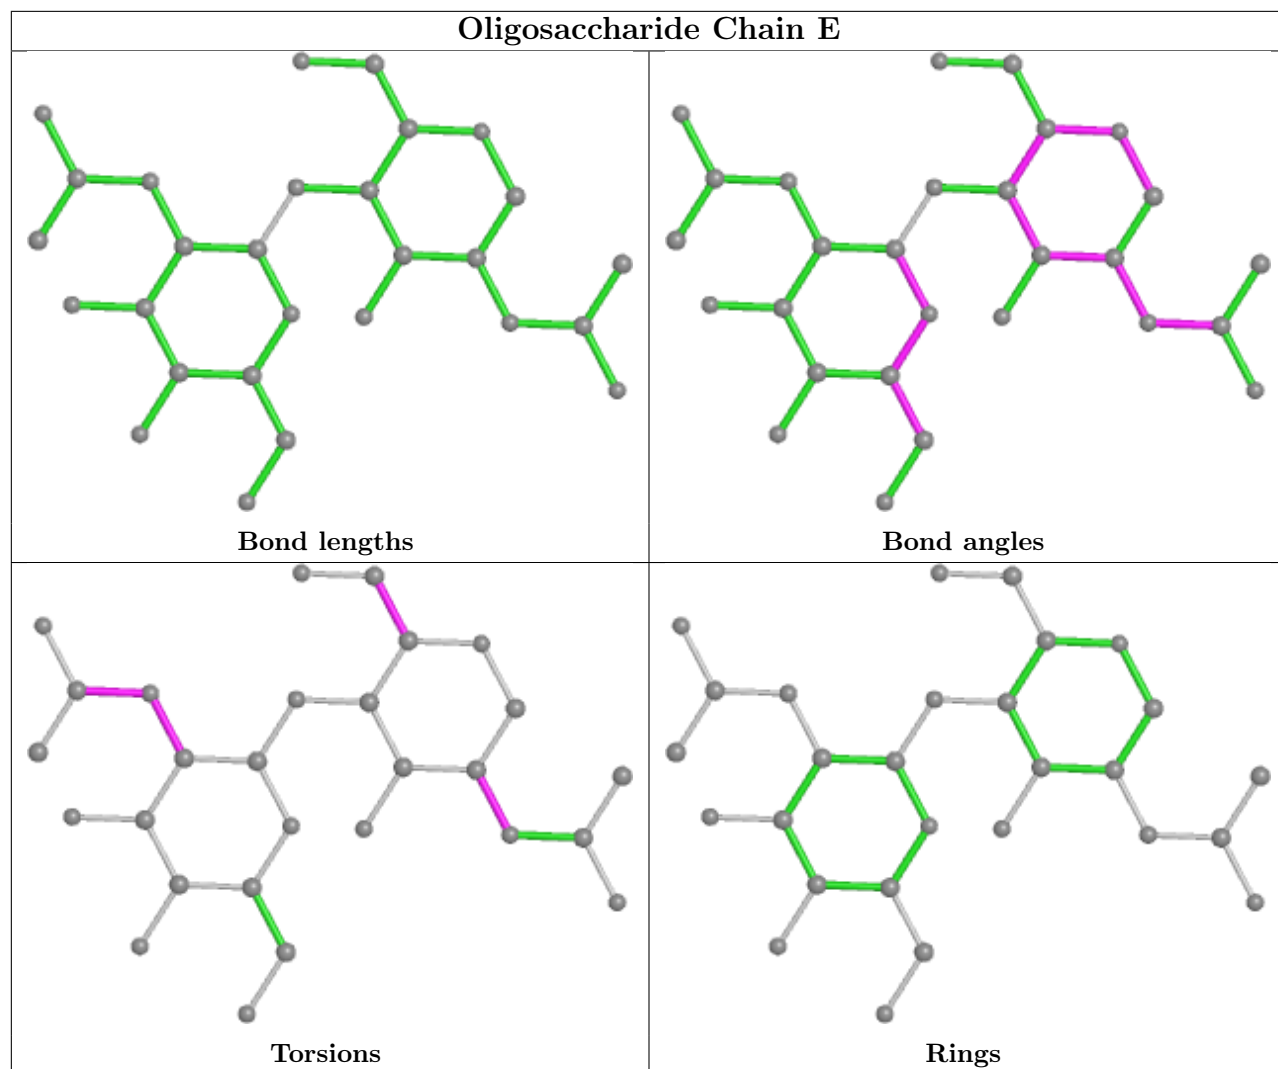 Oligosaccharide Chain E
Bond lengths
Bond angles
Torsions
Rings